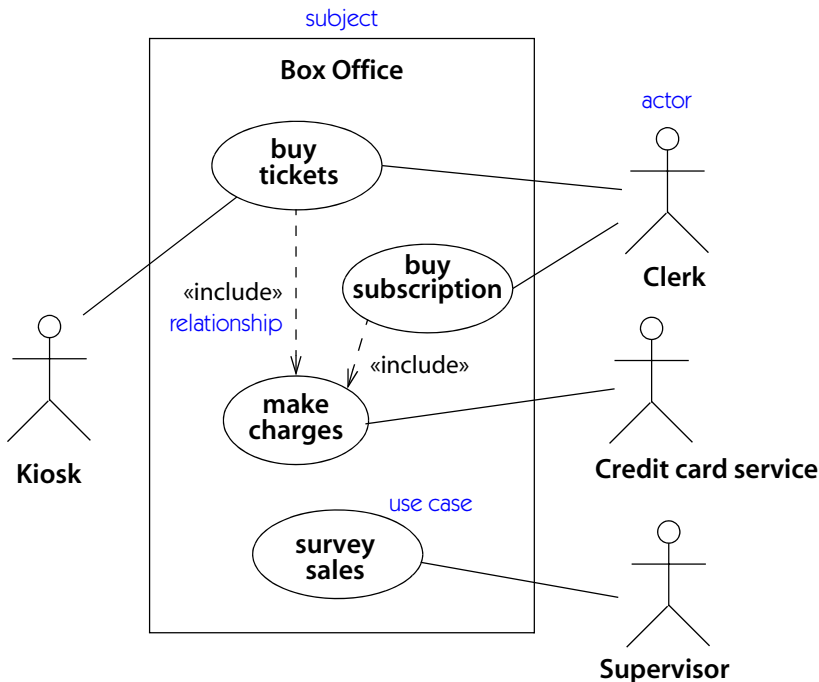 subject
Box Office
actor
buy
tickets
Clerk
buy
subscription
«include»
relationship
«include»
make
charges
Kiosk
Credit card service
use case
survey
sales
Supervisor